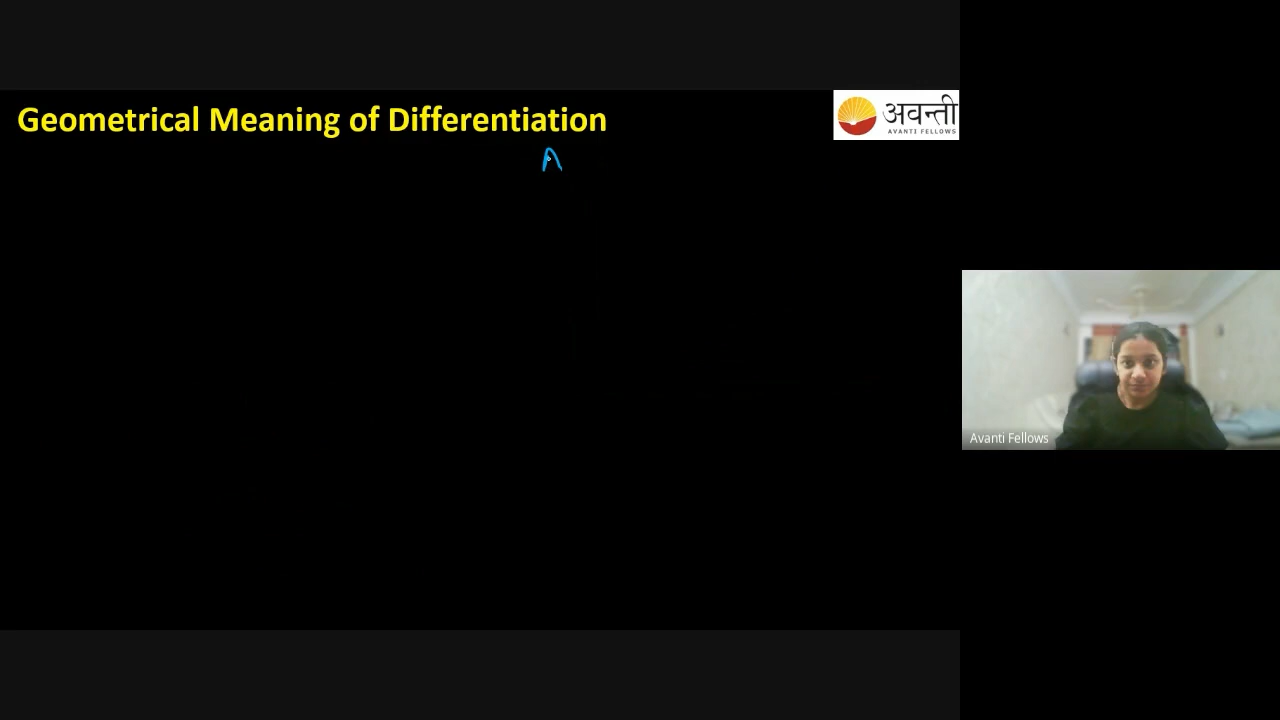 Geometrical Meaning of Differentiation
अवन्ती
AVANTI FELLOWS
Avanti Fellows